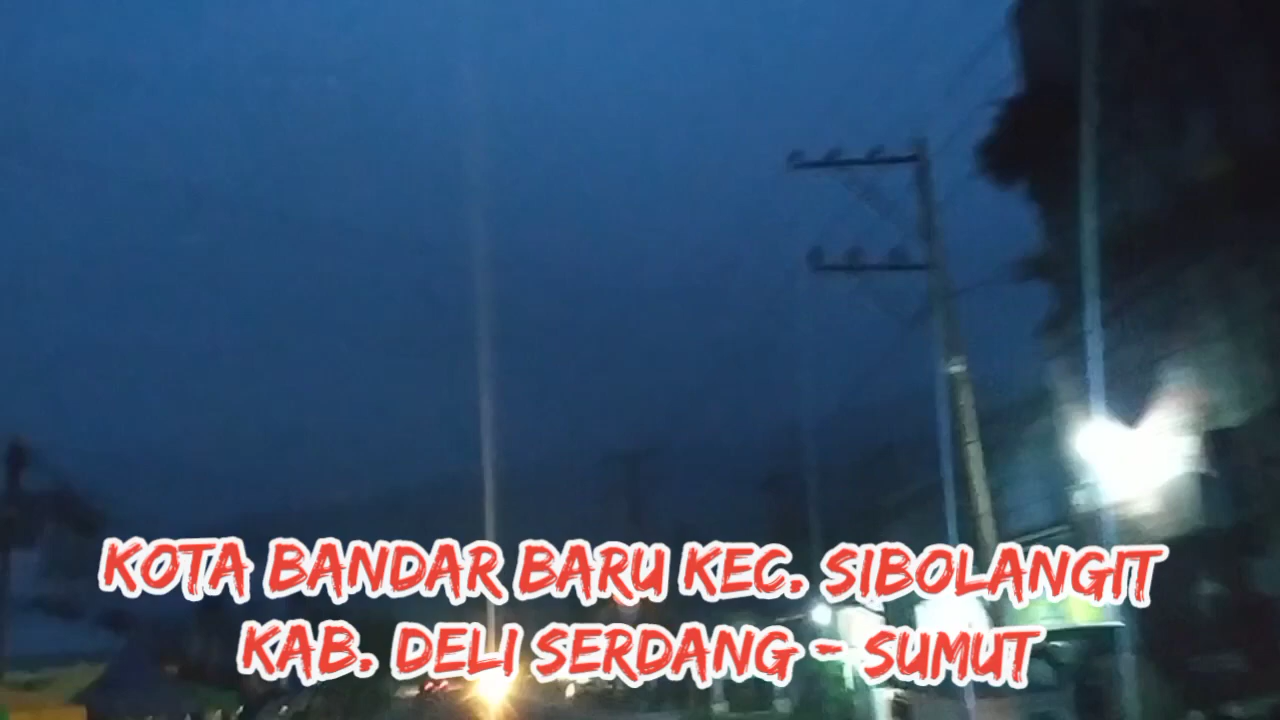 KOTA BANDAR BARU KEC. SIBOLANGIT
KAB. DELI SERDANG - SUMUT